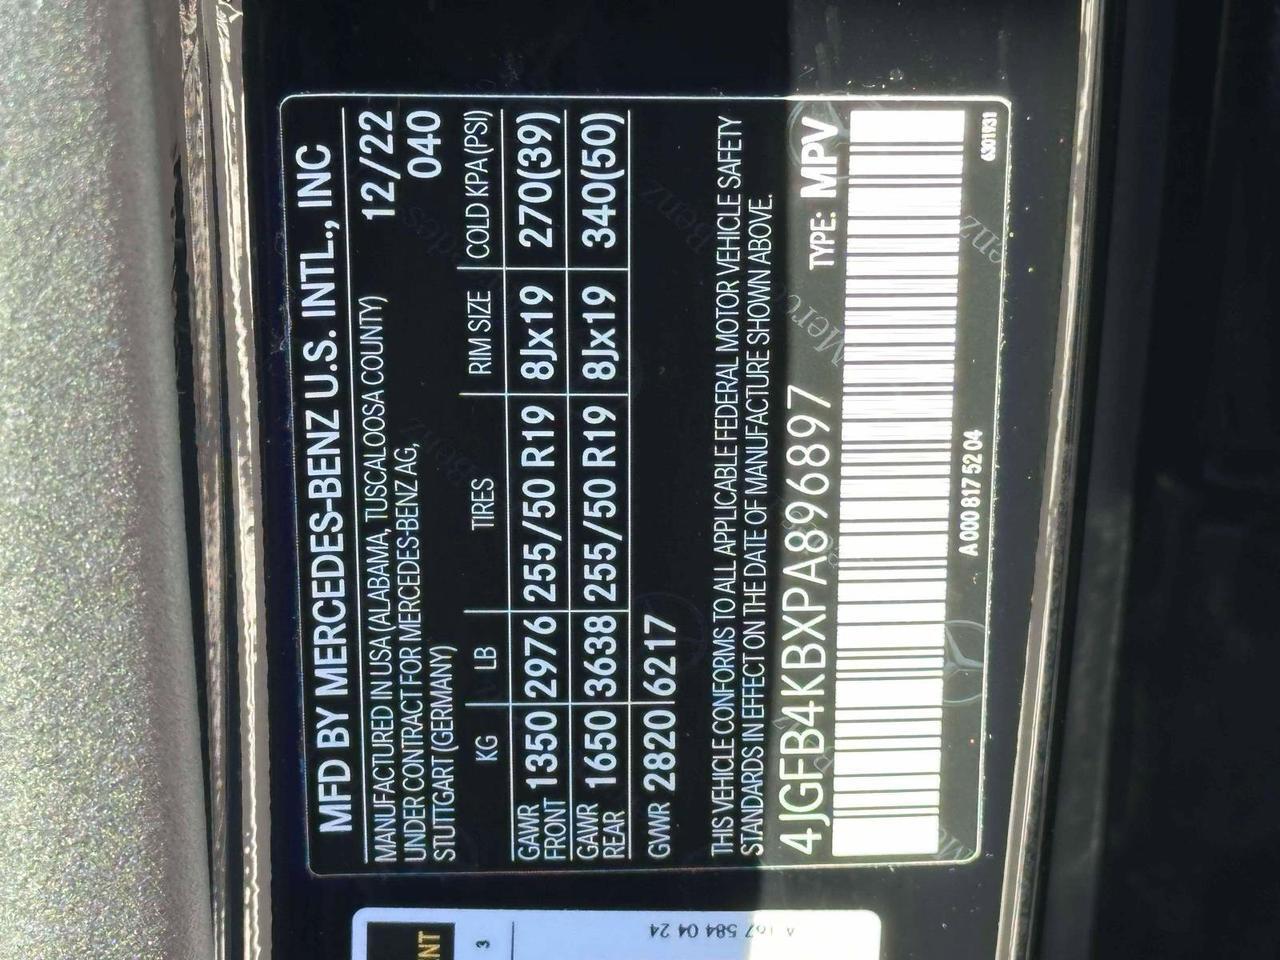 MFD BY MERCEDES-BENZ U.S. INTL., INC
MANUFACTURED IN USA (ALABAMA, TUSCALOOSA COUNTY) 12/22
UNDER CONTRACT FOR MERCEDES-BENZ AG, 040
STUTTGART (GERMANY)
KG LB TIRES RIM SIZE COLD KPA (PSI)
GAWR FRONT 1350 2976 255/50 R19 8Jx19 270(39)
GAWR REAR 1650 3638 255/50 R19 8Jx19 340(50)
GWR 2820 6217
THIS VEHICLE CONFORMS TO ALL APPLICABLE FEDERAL MOTOR VEHICLE SAFETY
STANDARDS IN EFFECT ON THE DATE OF MANUFACTURE SHOWN ABOVE.
4JGFB4KBXPA896897 TYPE: MPV
A 000 817 52 04
6301931
3
A 167 584 04 24